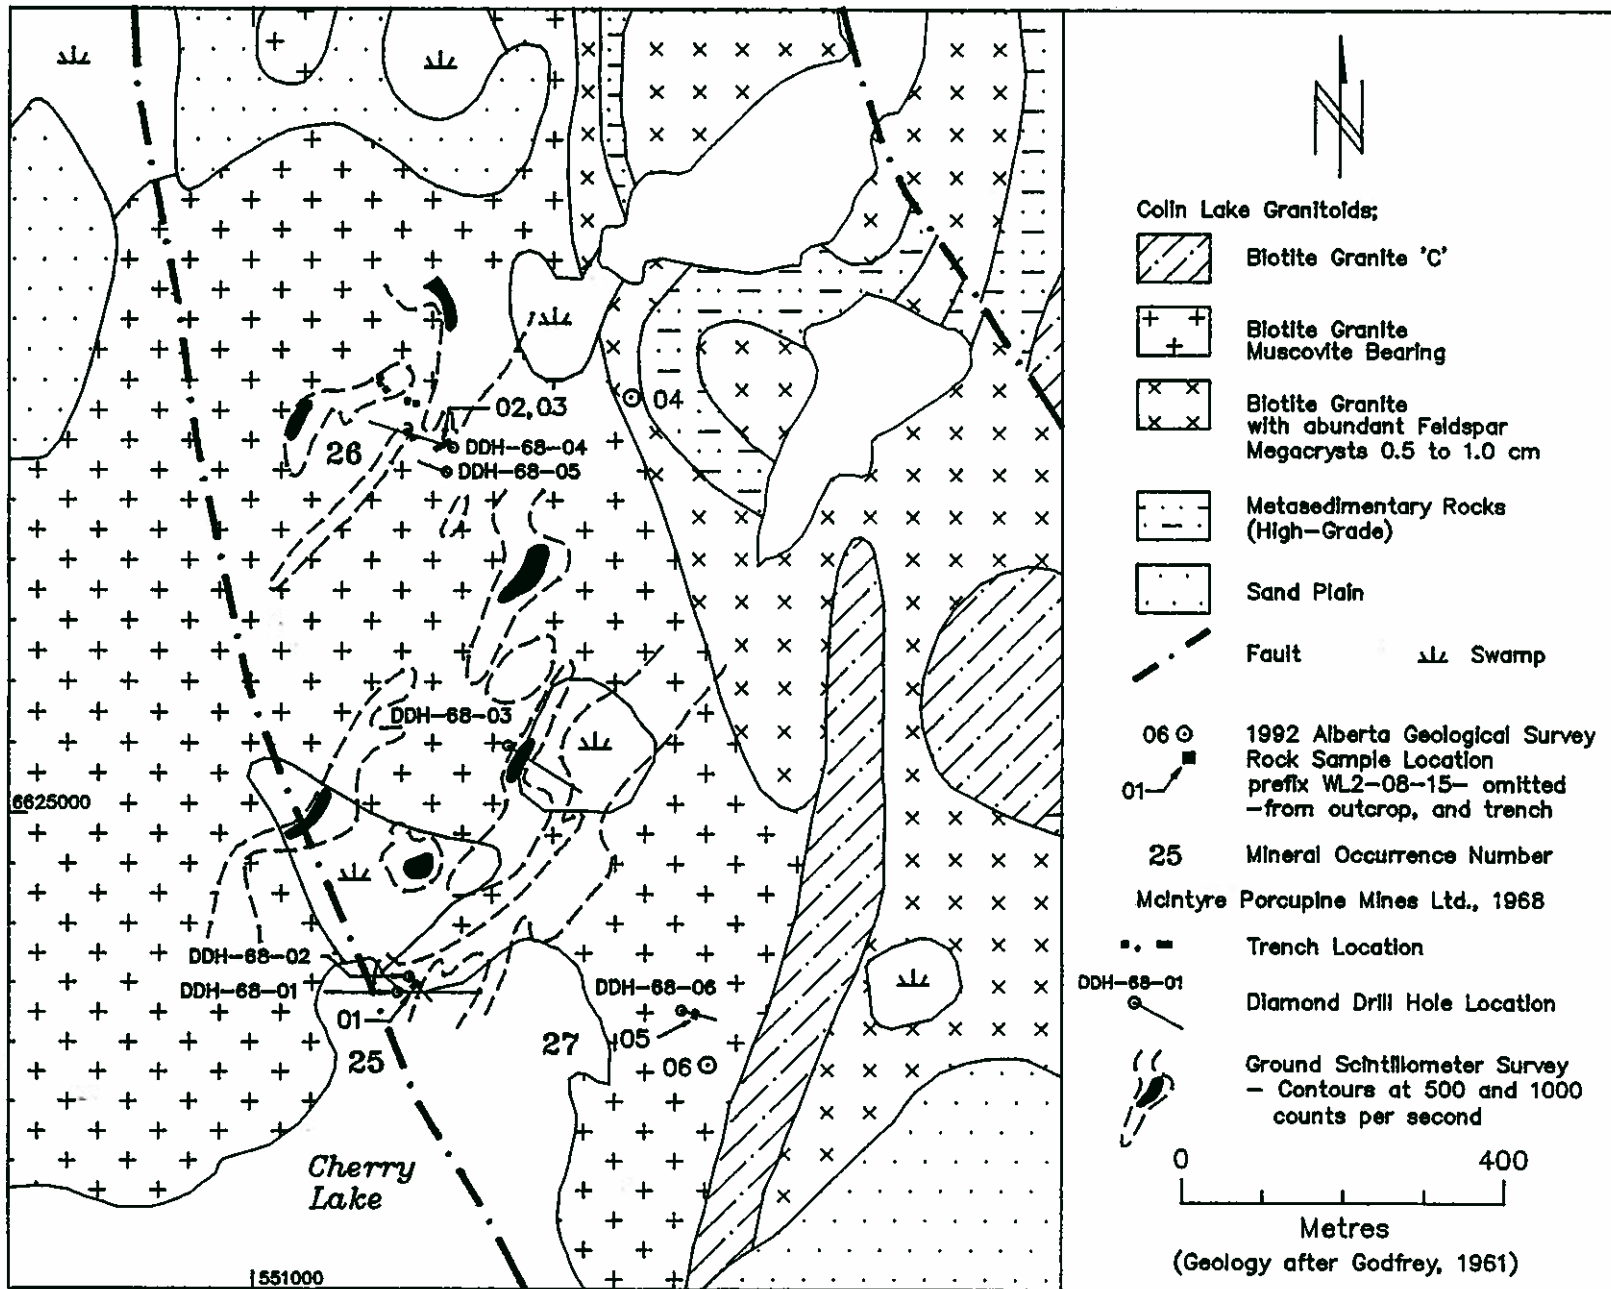 02,03
04
DDH-68-04
26
DDH-68-05
DDH-68-03
6625000
DDH-68-02
DDH-68-01
DDH-68-06
01
05
27
25
06
Cherry
Lake
551000
N
Colin Lake Granitoids;
Biotite Granite 'C'
Biotite Granite
Muscovite Bearing
Biotite Granite
with abundant Feldspar
Megacrysts 0.5 to 1.0 cm
Metasedimentary Rocks
(High-Grade)
Sand Plain
Fault
Swamp
06
1992 Alberta Geological Survey
Rock Sample Location
01
prefix WL2-08-15- omitted
-from outcrop, and trench
25
Mineral Occurrence Number
McIntyre Porcupine Mines Ltd., 1968
Trench Location
DDH-68-01
Diamond Drill Hole Location
Ground Scintillometer Survey
- Contours at 500 and 1000
counts per second
0
400
Metres
(Geology after Godfrey, 1961)